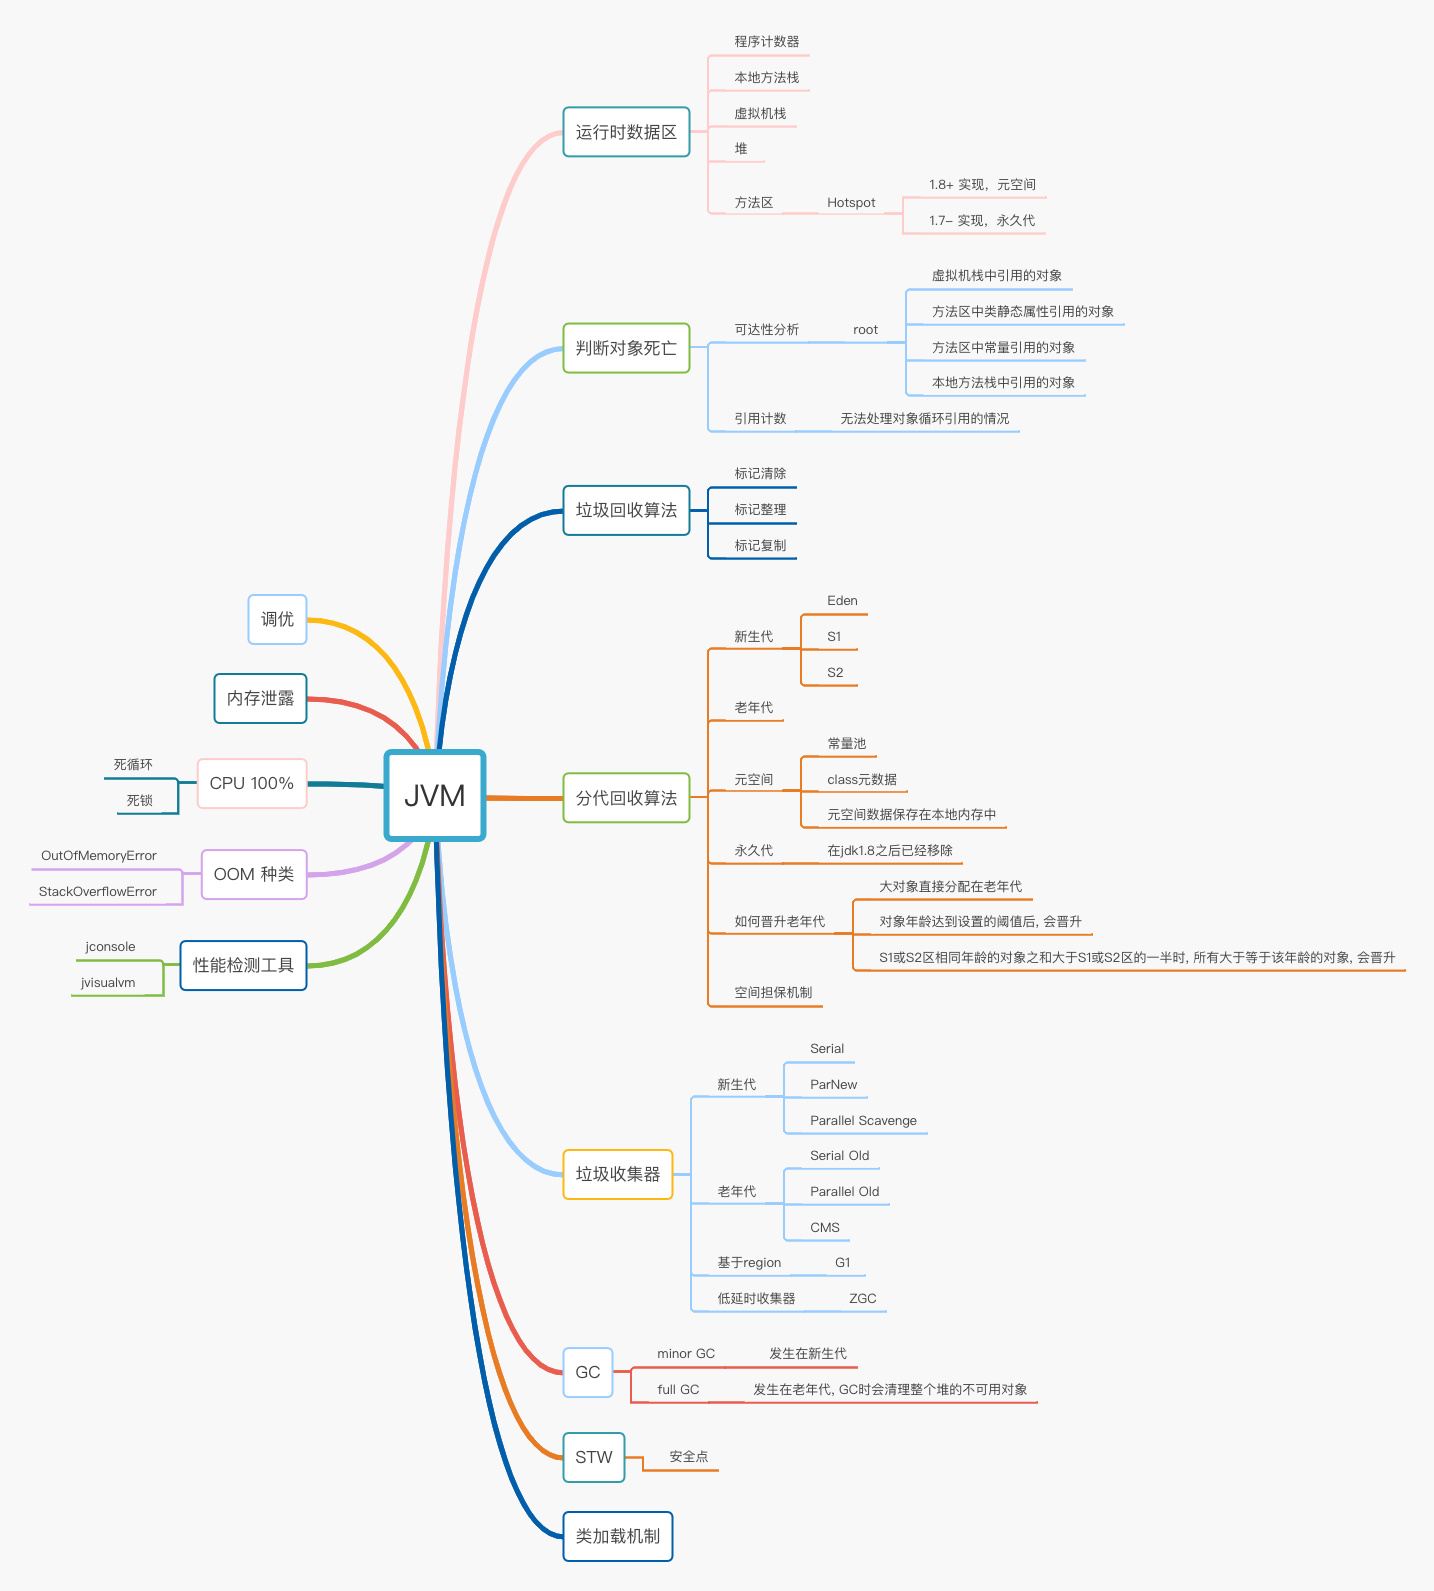 JVM
运行时数据区
程序计数器
本地方法栈
虚拟机栈
堆
方法区
Hotspot
1.8+ 实现，元空间
1.7- 实现，永久代
判断对象死亡
可达性分析
root
虚拟机栈中引用的对象
方法区中类静态属性引用的对象
方法区中常量引用的对象
本地方法栈中引用的对象
引用计数
无法处理对象循环引用的情况
垃圾回收算法
标记清除
标记整理
标记复制
分代回收算法
新生代
Eden
S1
S2
老年代
元空间
常量池
class元数据
元空间数据保存在本地内存中
永久代
在jdk1.8之后已经移除
如何晋升老年代
大对象直接分配在老年代
对象年龄达到设置的阈值后, 会晋升
S1或S2区相同年龄的对象之和大于S1或S2区的一半时, 所有大于等于该年龄的对象, 会晋升
空间担保机制
垃圾收集器
新生代
Serial
ParNew
Parallel Scavenge
老年代
Serial Old
Parallel Old
CMS
基于region
G1
低延时收集器
ZGC
GC
minor GC
发生在新生代
full GC
发生在老年代, GC时会清理整个堆的不可用对象
STW
安全点
类加载机制
调优
内存泄露
CPU 100%
死循环
死锁
OOM 种类
OutOfMemoryError
StackOverflowError
性能检测工具
jconsole
jvisualvm